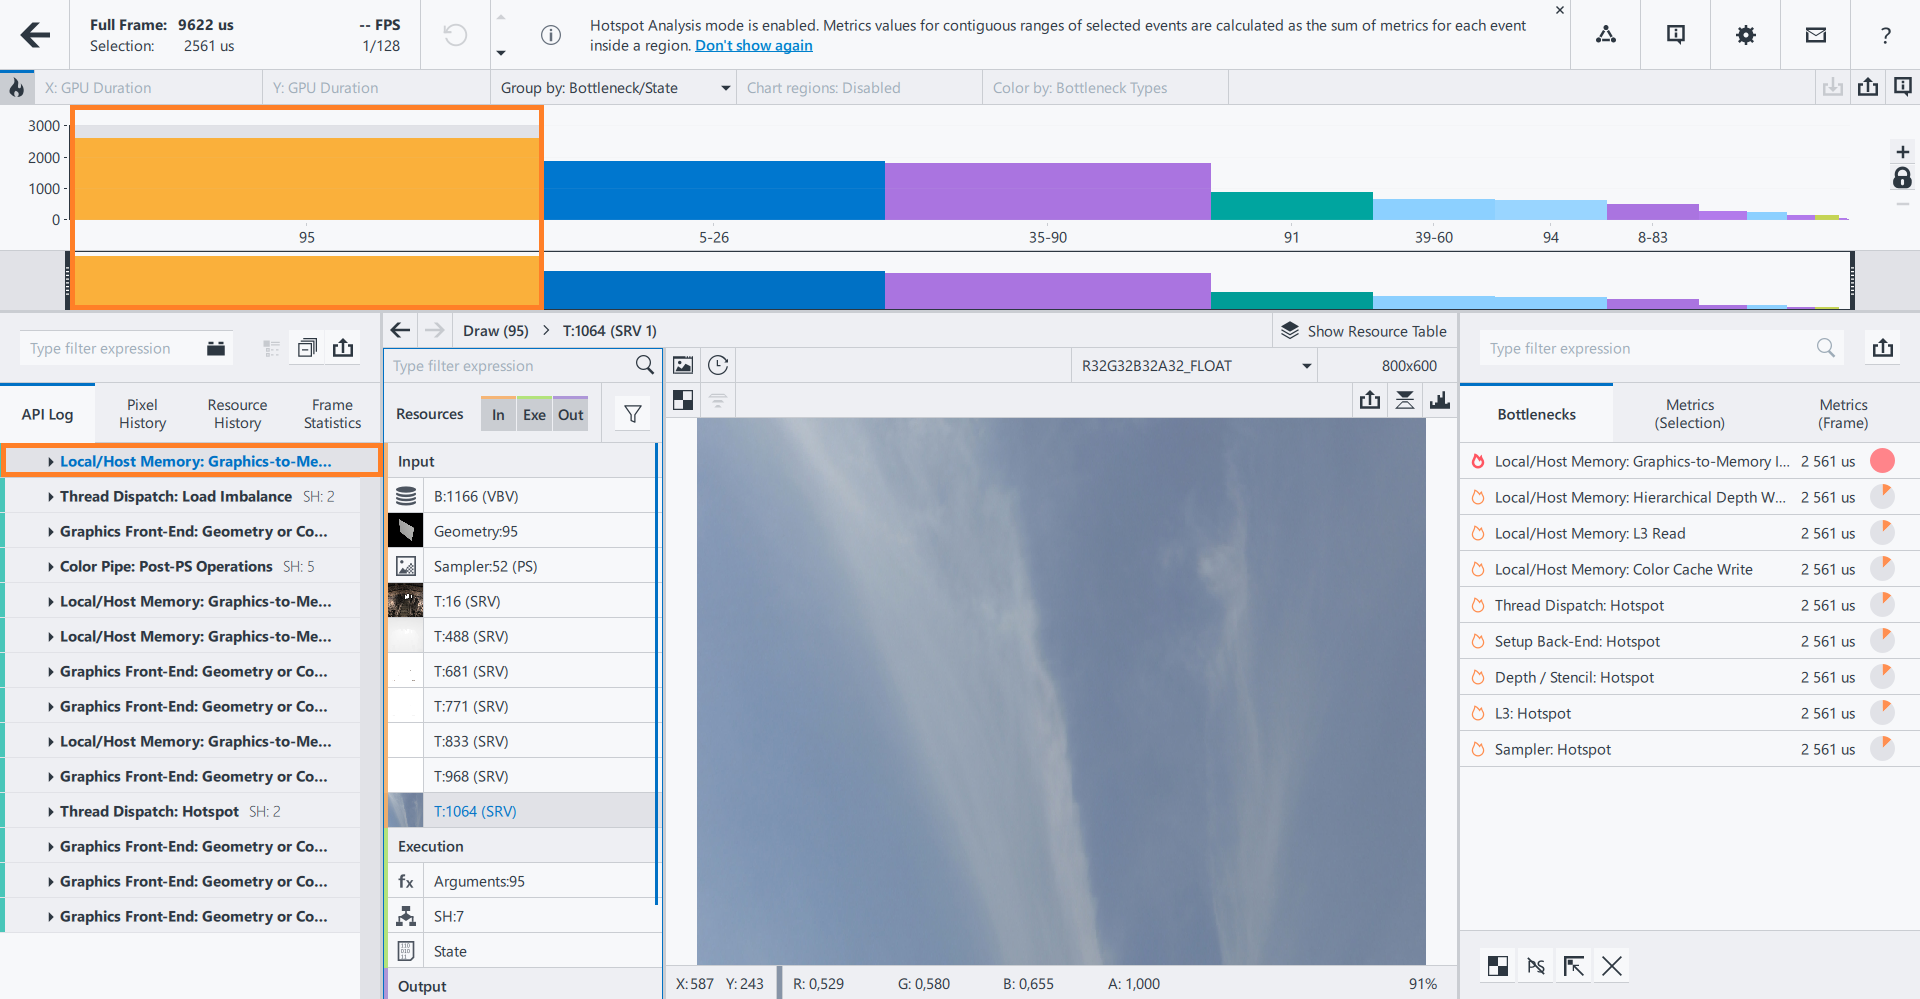 Full Frame: 9622 us -- FPS
Selection: 2561 us 1/128
Hotspot Analysis mode is enabled. Metrics values for contiguous ranges of selected events are calculated as the sum of metrics for each event
inside a region. Don't show again
X: GPU Duration
Y: GPU Duration
Group by: Bottleneck/State
Chart regions: Disabled
Color by: Bottleneck Types
3000
2000
1000
0
95
5-26
35-90
91
39-60
94
8-83
Type filter expression
API Log
Pixel
History
Resource
History
Frame
Statistics
Local/Host Memory: Graphics-to-Me...
Thread Dispatch: Load Imbalance SH: 2
Graphics Front-End: Geometry or Co...
Color Pipe: Post-PS Operations SH: 5
Local/Host Memory: Graphics-to-Me...
Local/Host Memory: Graphics-to-Me...
Graphics Front-End: Geometry or Co...
Graphics Front-End: Geometry or Co...
Local/Host Memory: Graphics-to-Me...
Graphics Front-End: Geometry or Co...
Thread Dispatch: Hotspot SH: 2
Graphics Front-End: Geometry or Co...
Graphics Front-End: Geometry or Co...
Graphics Front-End: Geometry or Co...
Draw (95) > T:1064 (SRV 1)
Show Resource Table
Type filter expression
Resources In Exe Out
Input
B:1166 (VBV)
Geometry:95
Sampler:52 (PS)
T:16 (SRV)
T:488 (SRV)
T:681 (SRV)
T:771 (SRV)
T:833 (SRV)
T:968 (SRV)
T:1064 (SRV)
Execution
fx Arguments:95
SH:7
State
Output
R32G32B32A32_FLOAT
800x600
X: 587 Y: 243 R: 0,529 G: 0,580 B: 0,655 A: 1,000 91%
Type filter expression
Bottlenecks
Metrics
(Selection)
Metrics
(Frame)
Local/Host Memory: Graphics-to-Memory I... 2 561 us
Local/Host Memory: Hierarchical Depth W... 2 561 us
Local/Host Memory: L3 Read 2 561 us
Local/Host Memory: Color Cache Write 2 561 us
Thread Dispatch: Hotspot 2 561 us
Setup Back-End: Hotspot 2 561 us
Depth / Stencil: Hotspot 2 561 us
L3: Hotspot 2 561 us
Sampler: Hotspot 2 561 us
PS